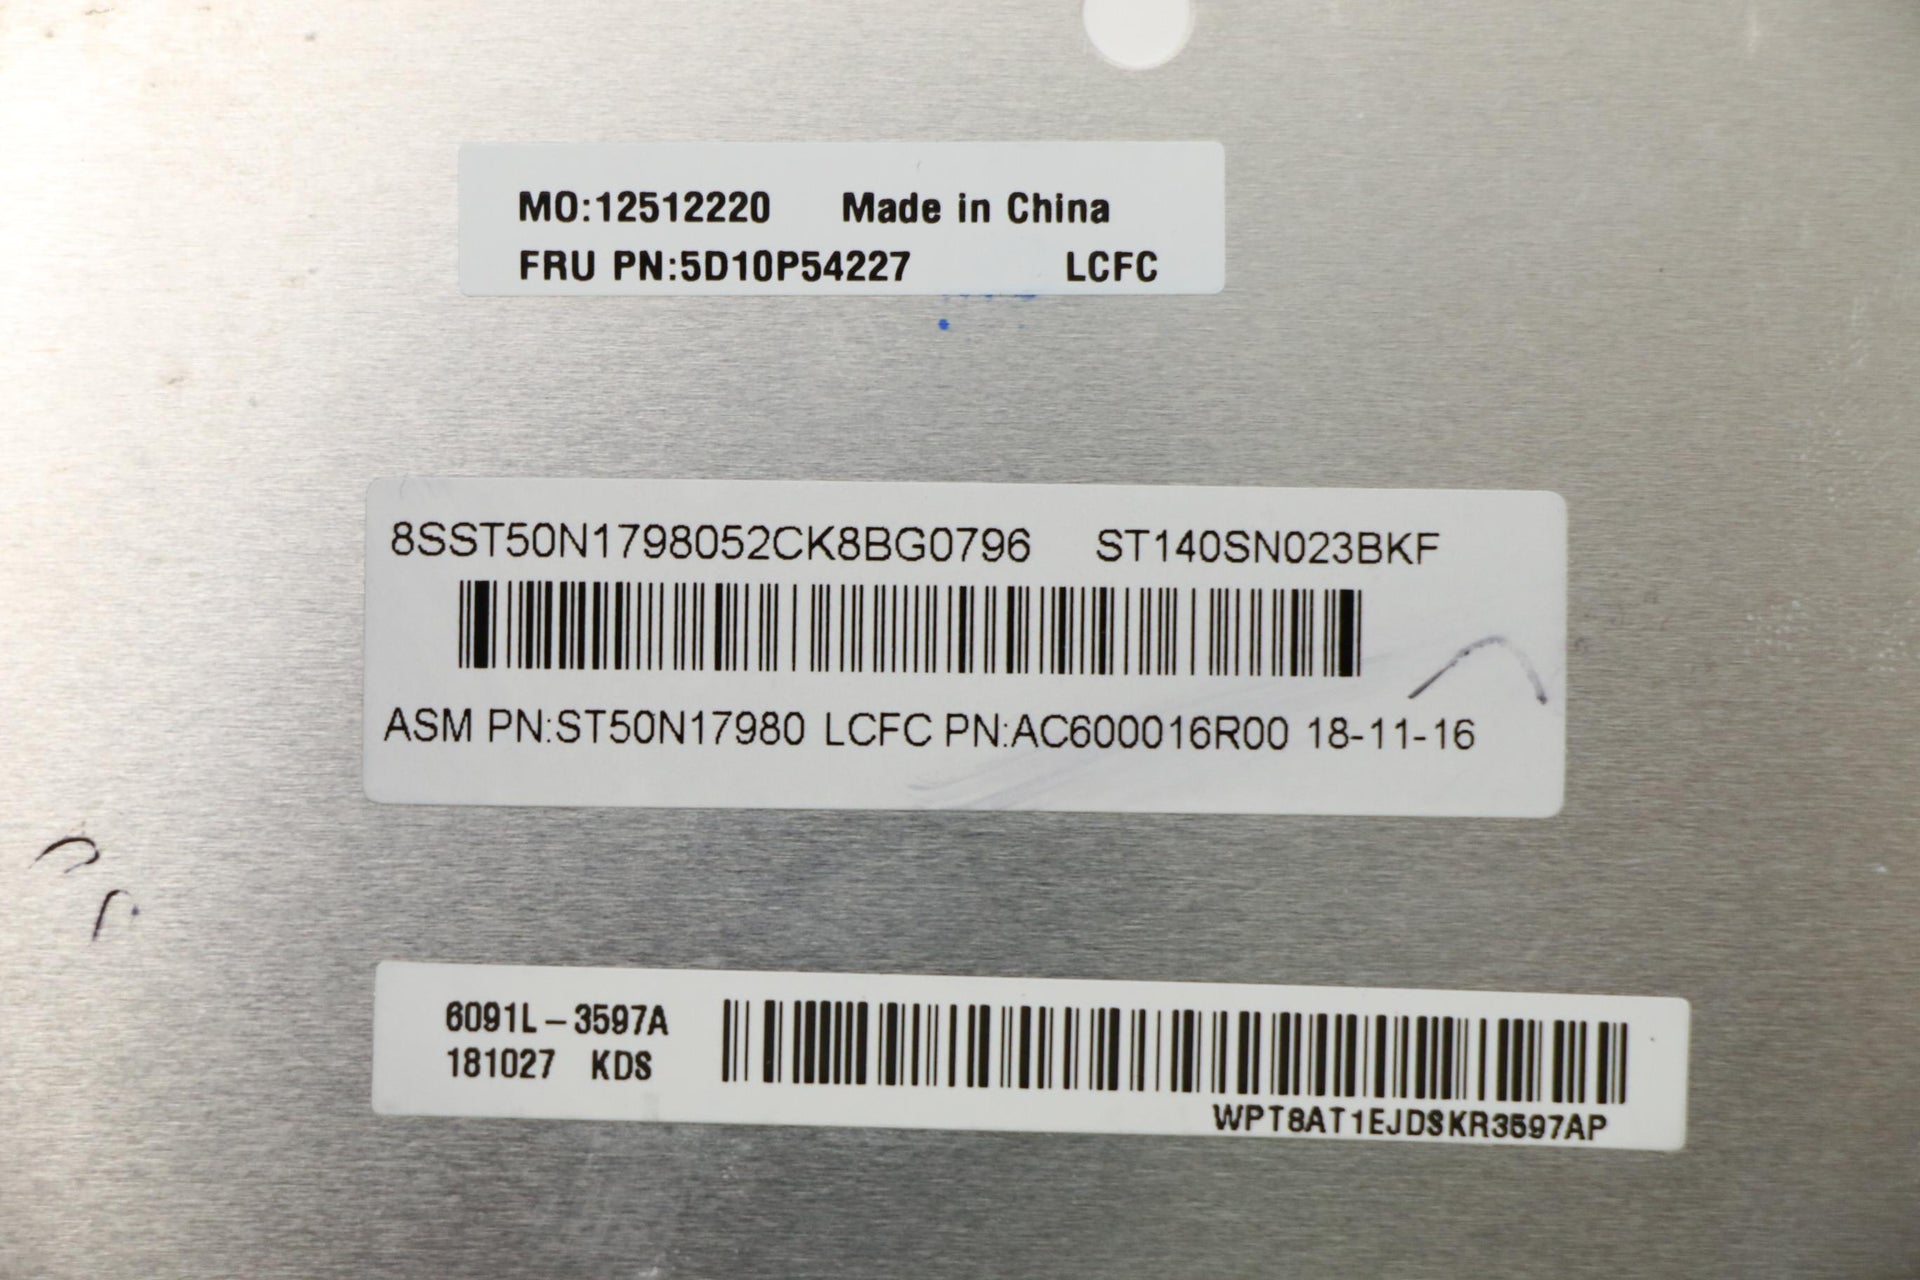 MO:12512220 Made in China
FRU PN:5D10P54227 LCFC
8SST50N1798052CK8BG0796 ST140SN023BKF
ASM PN:ST50N17980 LCFC PN:AC600016R00 18-11-16
6091L-3597A
181027 KDS
WPT8AT1EJDSKR3597AP